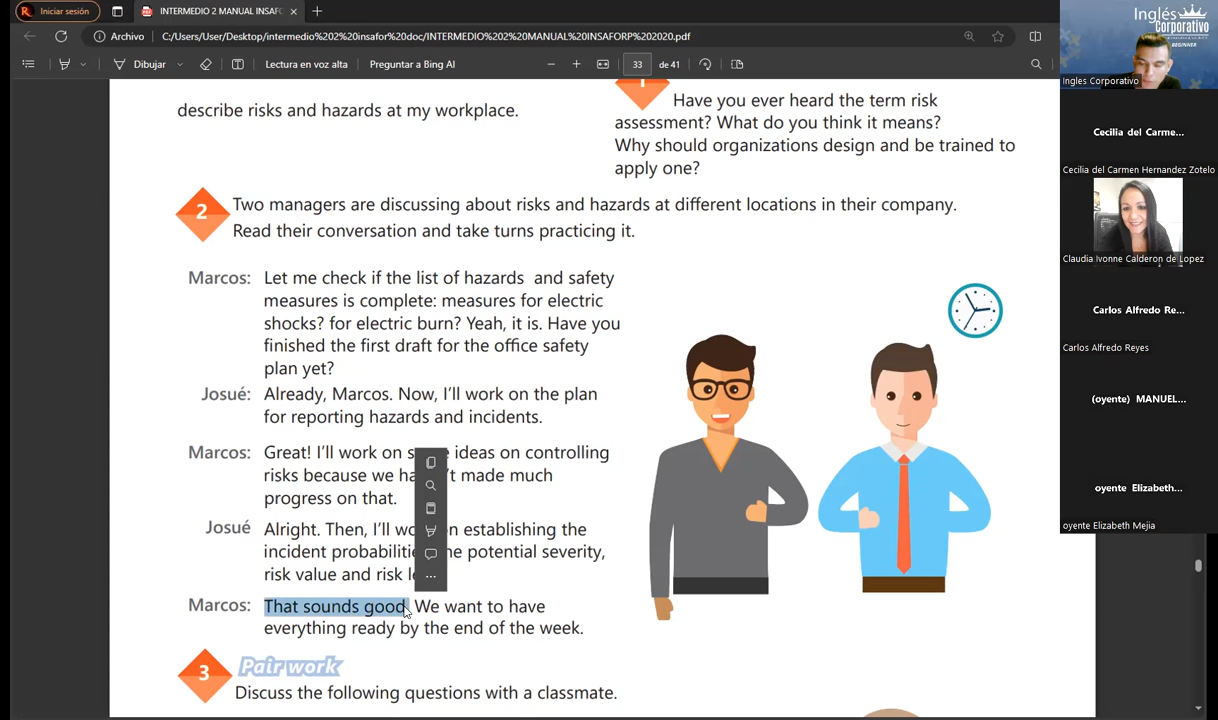 Iniciar sesión
INTERMEDIO 2 MANUAL INSAF
Archivo
C:/Users/User/Desktop/intermedio%202%20insafor%20doc/INTERMEDIO%202%20MANUAL%20INSAFORP%202020.pdf
Dibujar
Lectura en voz alta
Preguntar a Bing AI
33
de 41
describe risks and hazards at my workplace.
1
Have you ever heard the term risk
assessment? What do you think it means?
Why should organizations design and be trained to
apply one?
2
Two managers are discussing about risks and hazards at different locations in their company.
Read their conversation and take turns practicing it.
Marcos: Let me check if the list of hazards and safety
measures is complete: measures for electric
shocks? for electric burn? Yeah, it is. Have you
finished the first draft for the office safety
plan yet?
Josué: Already, Marcos. Now, I'll work on the plan
for reporting hazards and incidents.
Marcos: Great! I'll work on s e ideas on controlling
risks because we ha 't made much
progress on that.
Josué Alright. Then, I'll wo n establishing the
incident probabilitie ne potential severity,
risk value and risk le
Marcos: That sounds good. We want to have
everything ready by the end of the week.
3
Pair work
Discuss the following questions with a classmate.
Inglés
Corporativo
BEGINNER
Ingles Corporativo
Cecilia del Carme...
Cecilia del Carmen Hernandez Zotelo
Claudia Ivonne Calderon de Lopez
Carlos Alfredo Re...
Carlos Alfredo Reyes
(oyente) MANUEL...
oyente Elizabeth...
oyente Elizabeth Mejia